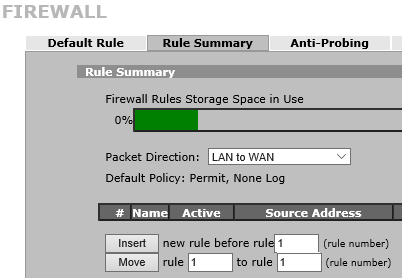 FIREWALL
Default Rule Rule Summary Anti-Probing
Rule Summary
Firewall Rules Storage Space in Use
0%
Packet Direction: LAN to WAN
Default Policy: Permit, None Log
# Name Active Source Address
Insert new rule before rule 1 (rule number)
Move rule 1 to rule 1 (rule number)